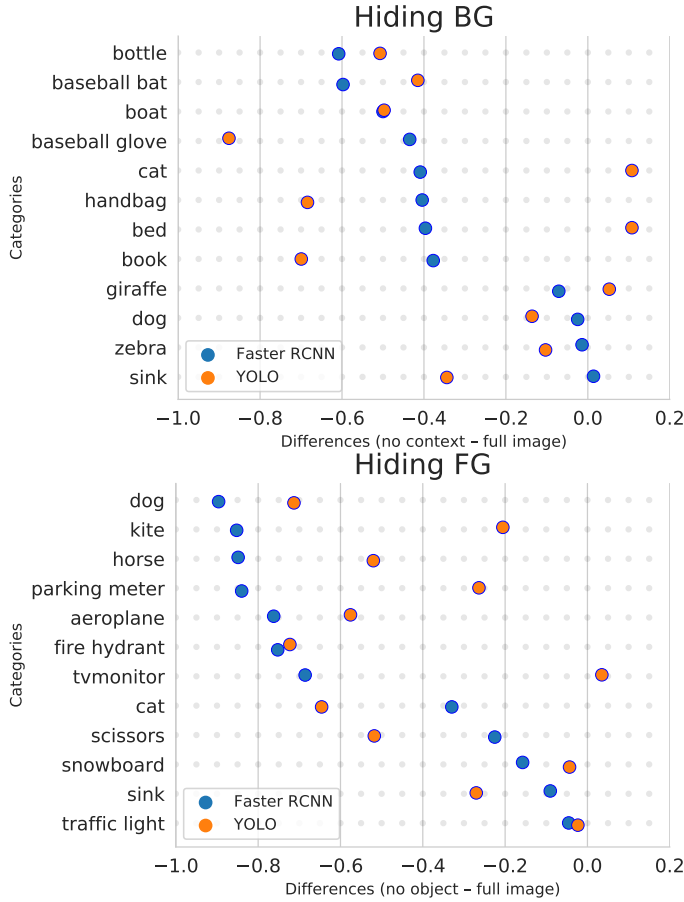 Hiding BG
Categories
bottle
baseball bat
boat
baseball glove
cat
handbag
bed
book
giraffe
dog
zebra
sink
Faster RCNN
YOLO
−1.0 −0.8 −0.6 −0.4 −0.2 0.0 0.2
Differences (no context – full image)
Hiding FG
Categories
dog
kite
horse
parking meter
aeroplane
fire hydrant
tvmonitor
cat
scissors
snowboard
sink
traffic light
Faster RCNN
YOLO
−1.0 −0.8 −0.6 −0.4 −0.2 0.0 0.2
Differences (no object – full image)